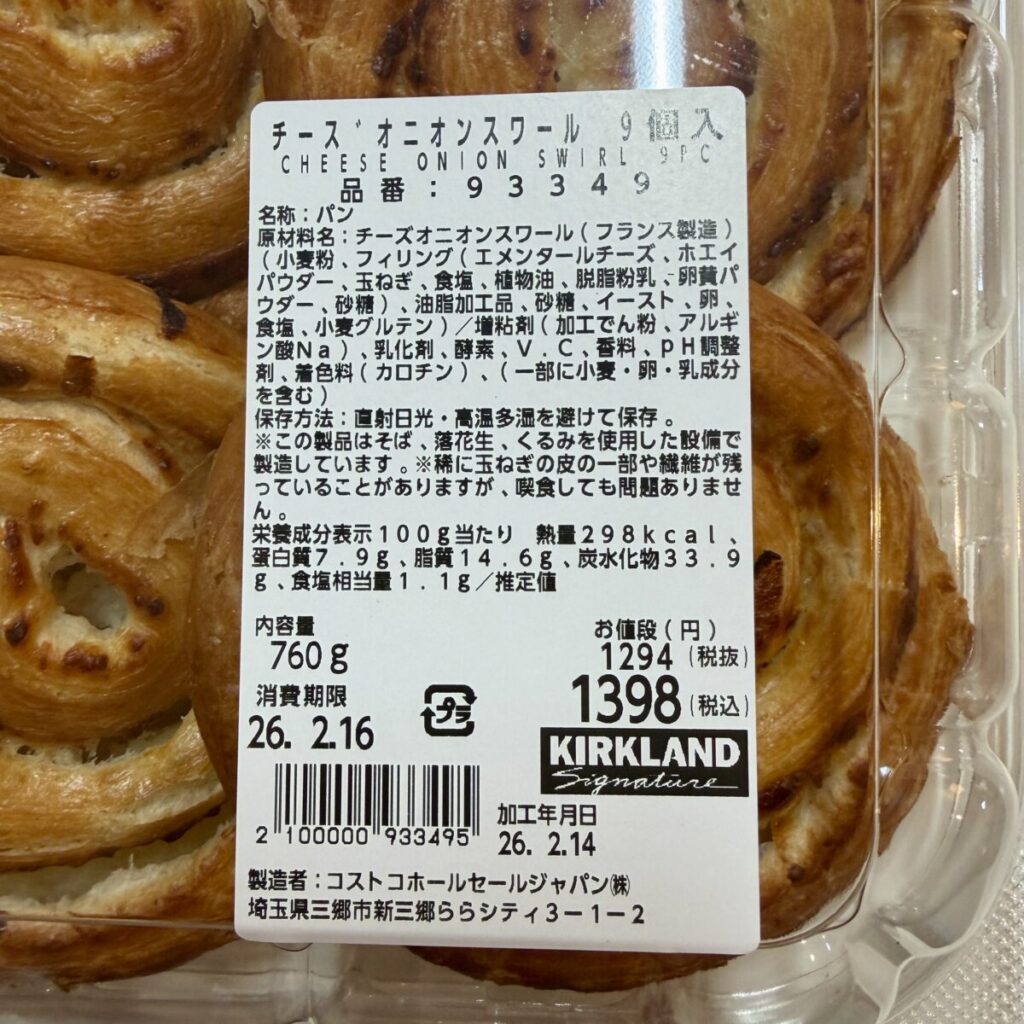 チーズオニオンスワール 9個入
CHEESE ONION SWIRL 9PC
品番:93349
名称:パン
原材料名:チーズオニオンスワール(フランス製造)
(小麦粉、フィリング(エメンタールチーズ、ホエイ
パウダー、玉ねぎ、食塩、植物油、脱脂粉乳、卵黄パ
ウダー、砂糖)、油脂加工品、砂糖、イースト、卵、
食塩、小麦グルテン)/増粘剤(加工でん粉、アルギ
ン酸Na)、乳化剤、酵素、V.C、香料、pH調整
剤、着色料(カロチン)、(一部に小麦・卵・乳成分
を含む)
保存方法:直射日光・高温多湿を避けて保存。
※この製品はそば、落花生、くるみを使用した設備で
製造しています。※稀に玉ねぎの皮の一部や繊維が残
っていることがありますが、喫食しても問題ありませ
ん。
栄養成分表示100g当たり 熱量298kcal、
蛋白質7.9g、脂質14.6g、炭水化物33.9
g、食塩相当量1.1g/推定値
内容量 お値段(円)
760g 1294(税抜)
消費期限 1398(税込)
26. 2.16 プラ
KIRKLAND
Signature
加工年月日
26. 2.14
2 100000 933495
製造者:コストコホールセールジャパン㈱
埼玉県三郷市新三郷ららシティ3-1-2